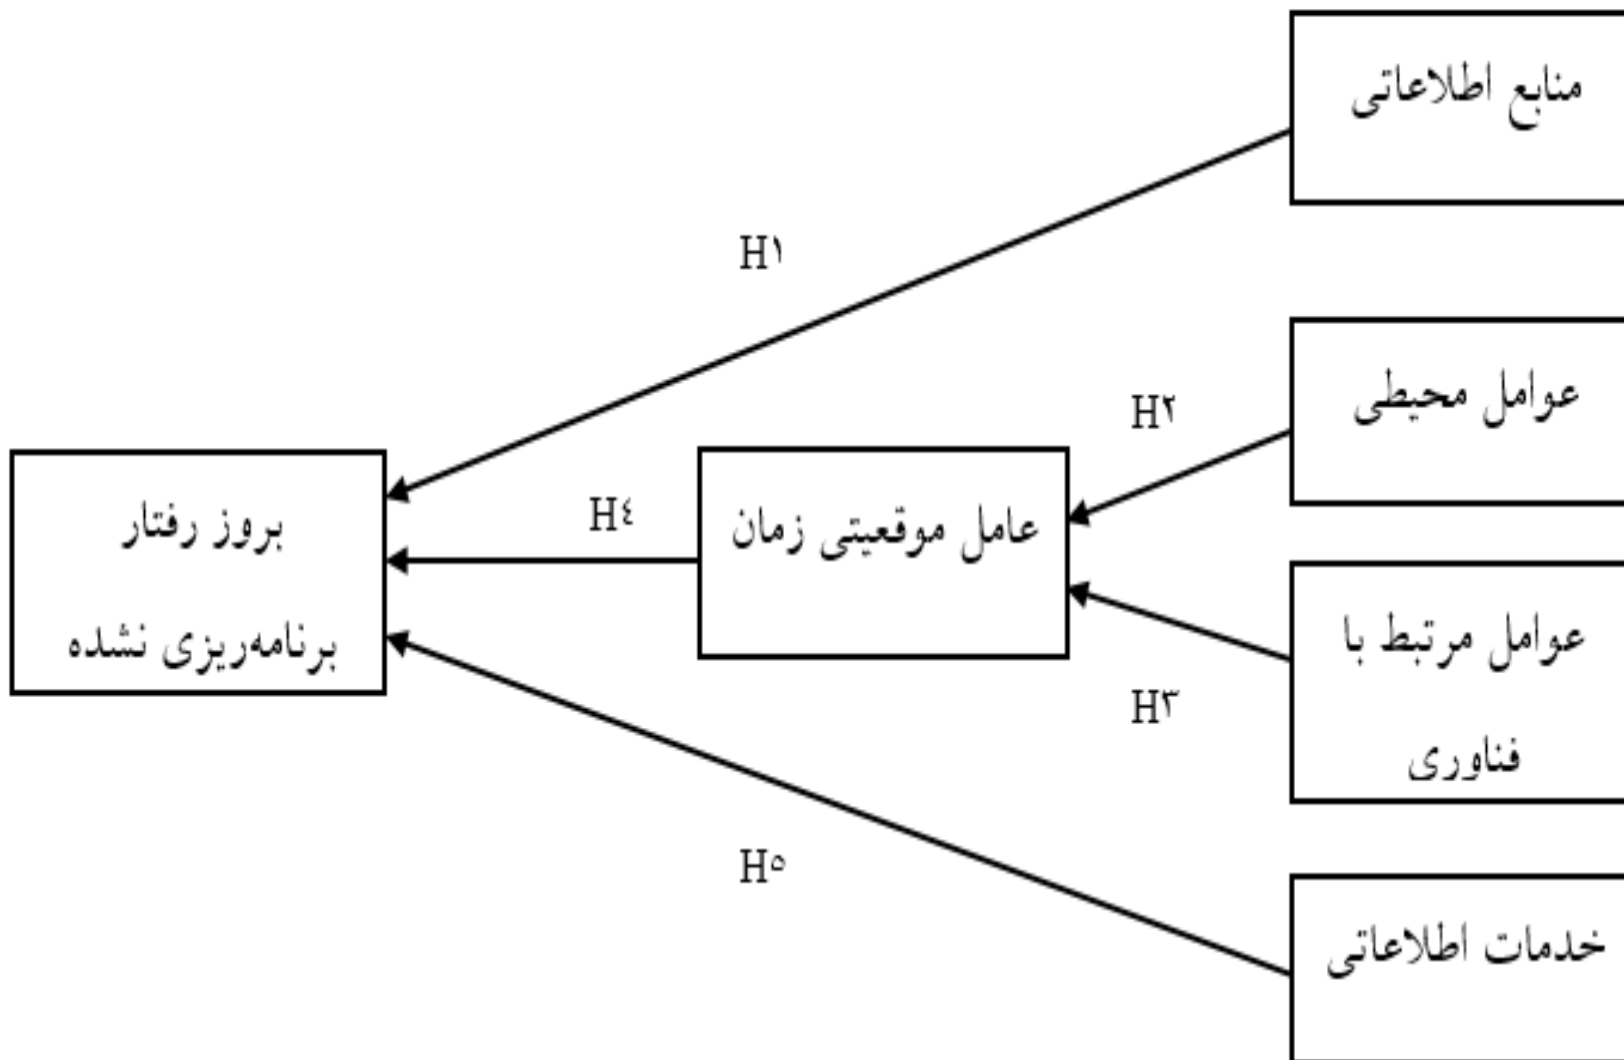 منابع اطلاعاتی
H۱
عوامل محیطی
H۲
عامل موقعیتی زمان
H٤
بروز رفتار
برنامه‌ریزی نشده
عوامل مرتبط با
فناوری
H۳
H٥
خدمات اطلاعاتی